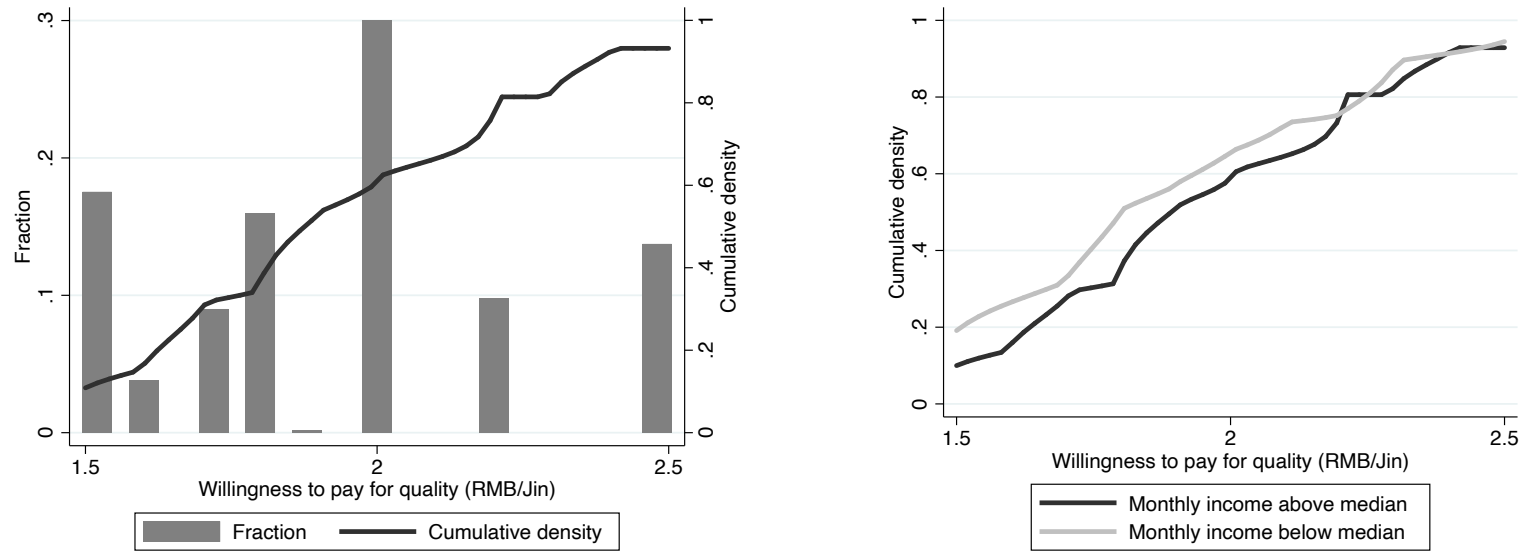 .3
.2
.1
0
Fraction
1
.8
.6
.4
.2
0
Cumulative density
1.5
2
2.5
Willingness to pay for quality (RMB/Jin)
Fraction
Cumulative density
1
.8
.6
.4
.2
0
Cumulative density
1.5
2
2.5
Willingness to pay for quality (RMB/Jin)
Monthly income above median
Monthly income below median